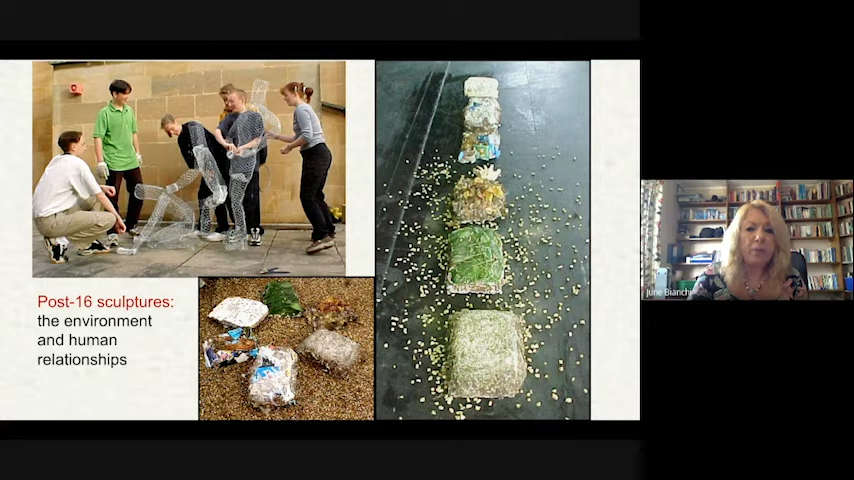 Post-16 sculptures:
the environment
and human
relationships
June Bianchi